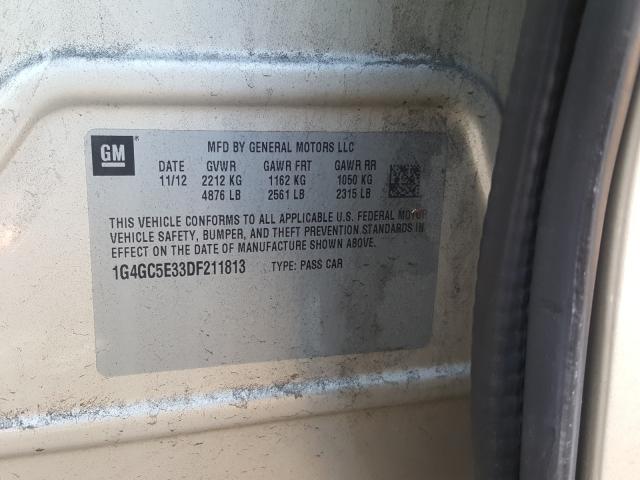 GM ® MFD BY GENERAL MOTORS LLC
DATE GVWR GAWR FRT GAWR RR
11/12 2212 KG 1162 KG 1050 KG
4876 LB 2561 LB 2315 LB
THIS VEHICLE CONFORMS TO ALL APPLICABLE U.S. FEDERAL MOTOR
VEHICLE SAFETY, BUMPER, AND THEFT PREVENTION STANDARDS IN
EFFECT ON THE DATE OF MANUFACTURE SHOWN ABOVE.
1G4GC5E33DF211813 TYPE: PASS CAR